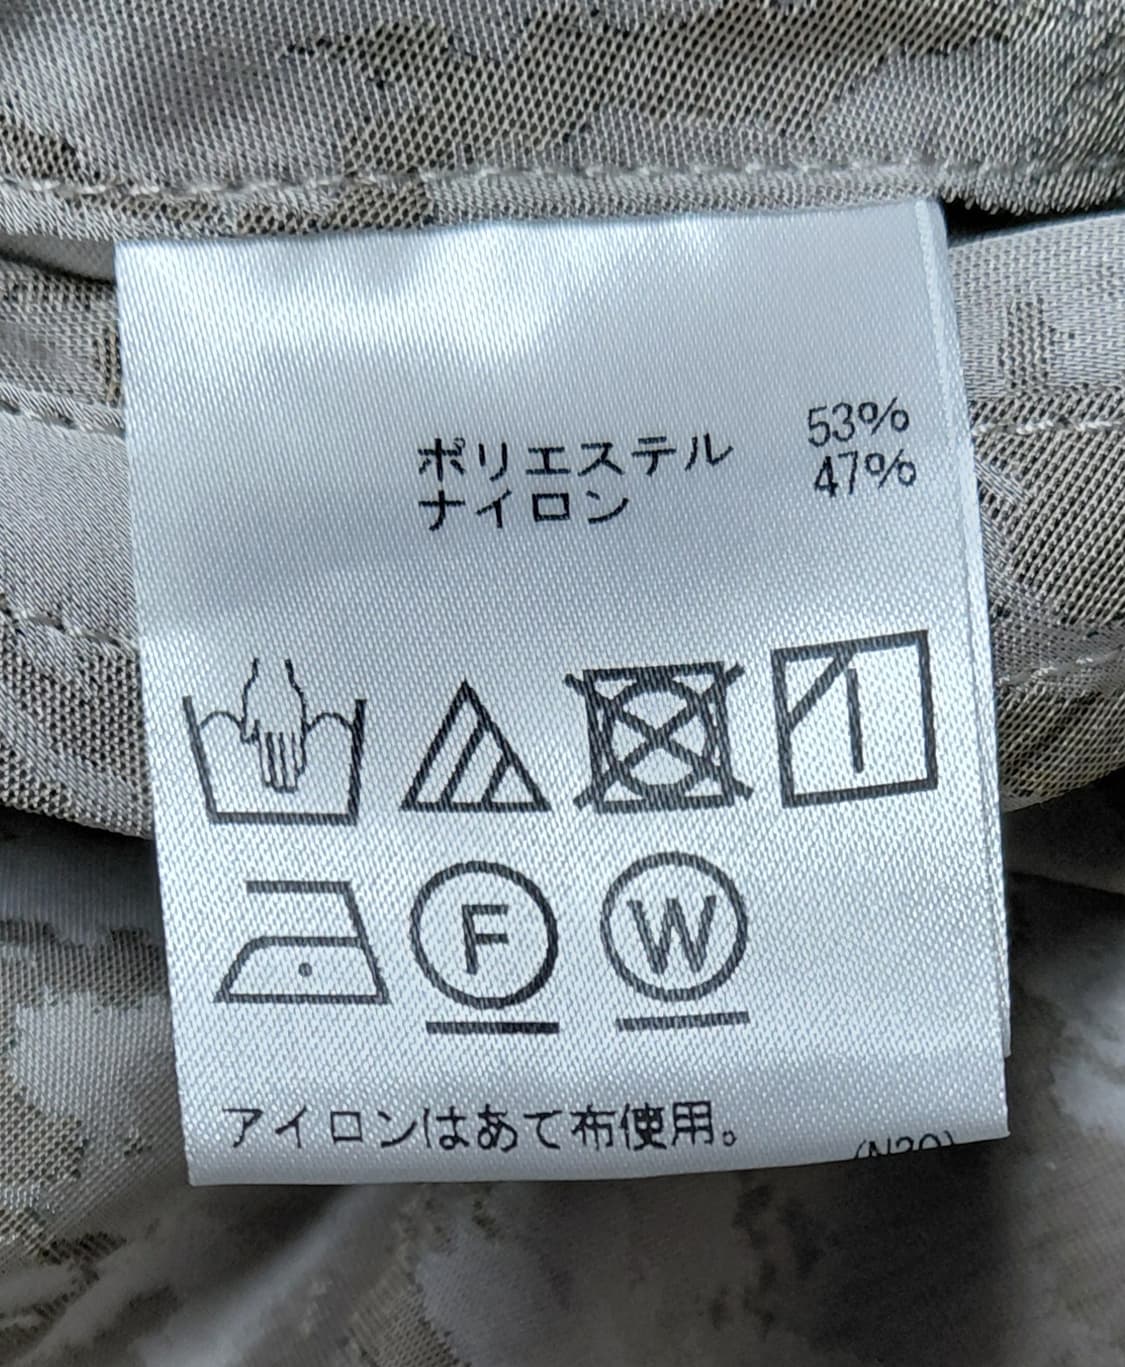 ポリエステル 53%
ナイロン 47%
F W
アイロンはあて布使用。
(N20)